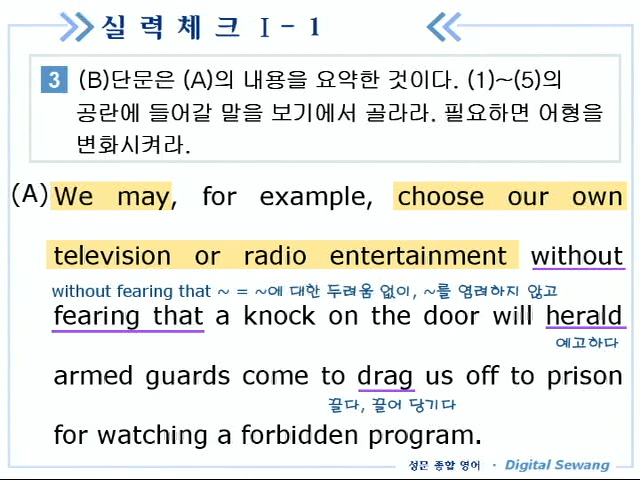 실력체크 I - 1
3 (B)단문은 (A)의 내용을 요약한 것이다. (1)~(5)의
공란에 들어갈 말을 보기에서 골라라. 필요하면 어형을
변화시켜라.
(A) We may, for example, choose our own
television or radio entertainment without
without fearing that ~ = ~에 대한 두려움 없이, ~를 염려하지 않고
fearing that a knock on the door will herald
예고하다
armed guards come to drag us off to prison
끌다, 끌어 당기다
for watching a forbidden program.
성문 종합 영어 · Digital Sewang